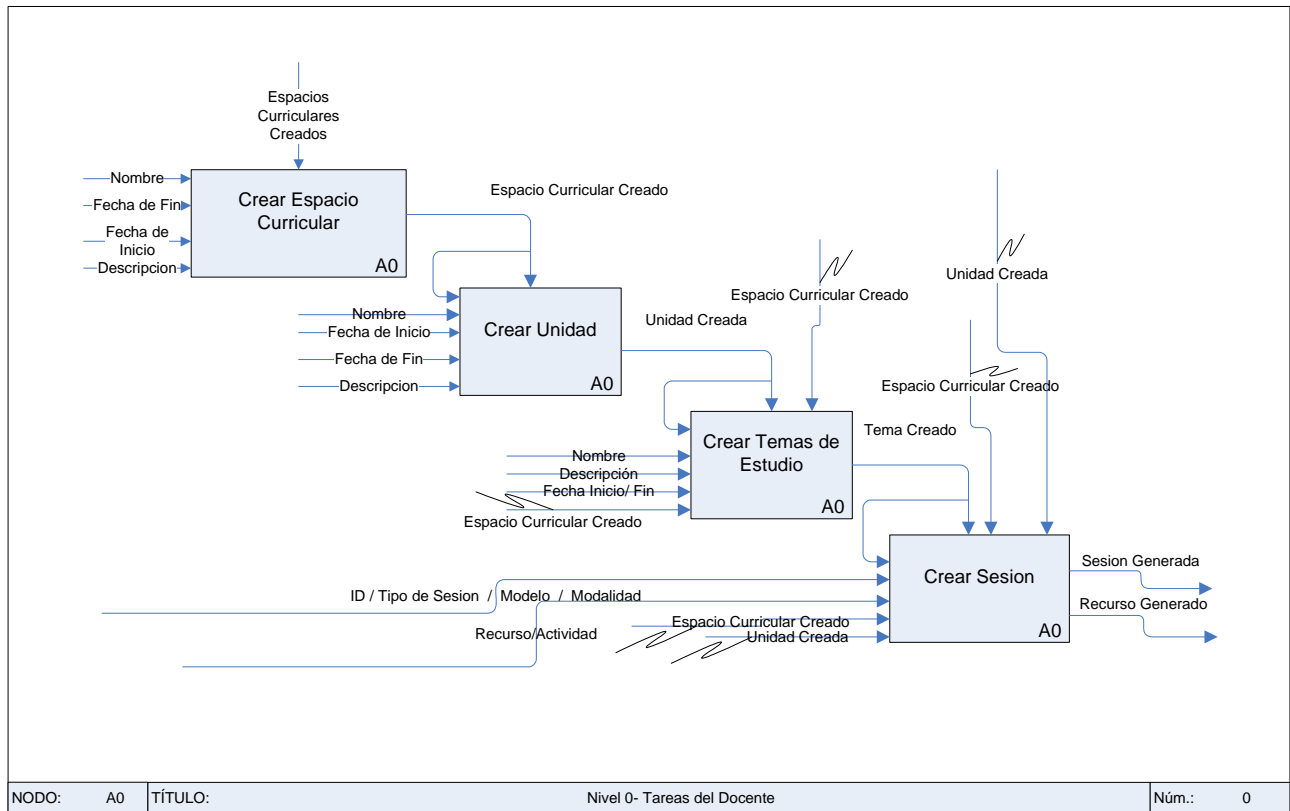 Espacios
Curriculares
Creados
Nombre
Fecha de Fin
Fecha de
Inicio
Descripcion
Crear Espacio
Curricular
A0
Espacio Curricular Creado
Nombre
Fecha de Inicio
Fecha de Fin
Descripcion
Crear Unidad
A0
Unidad Creada
Espacio Curricular Creado
Unidad Creada
Espacio Curricular Creado
Nombre
Descripción
Fecha Inicio/ Fin
Espacio Curricular Creado
Crear Temas de
Estudio
A0
Tema Creado
ID / Tipo de Sesion / Modelo / Modalidad
Recurso/Actividad
Espacio Curricular Creado
Unidad Creada
Crear Sesion
A0
Sesion Generada
Recurso Generado
NODO: A0 TÍTULO: Nivel 0- Tareas del Docente Núm.: 0